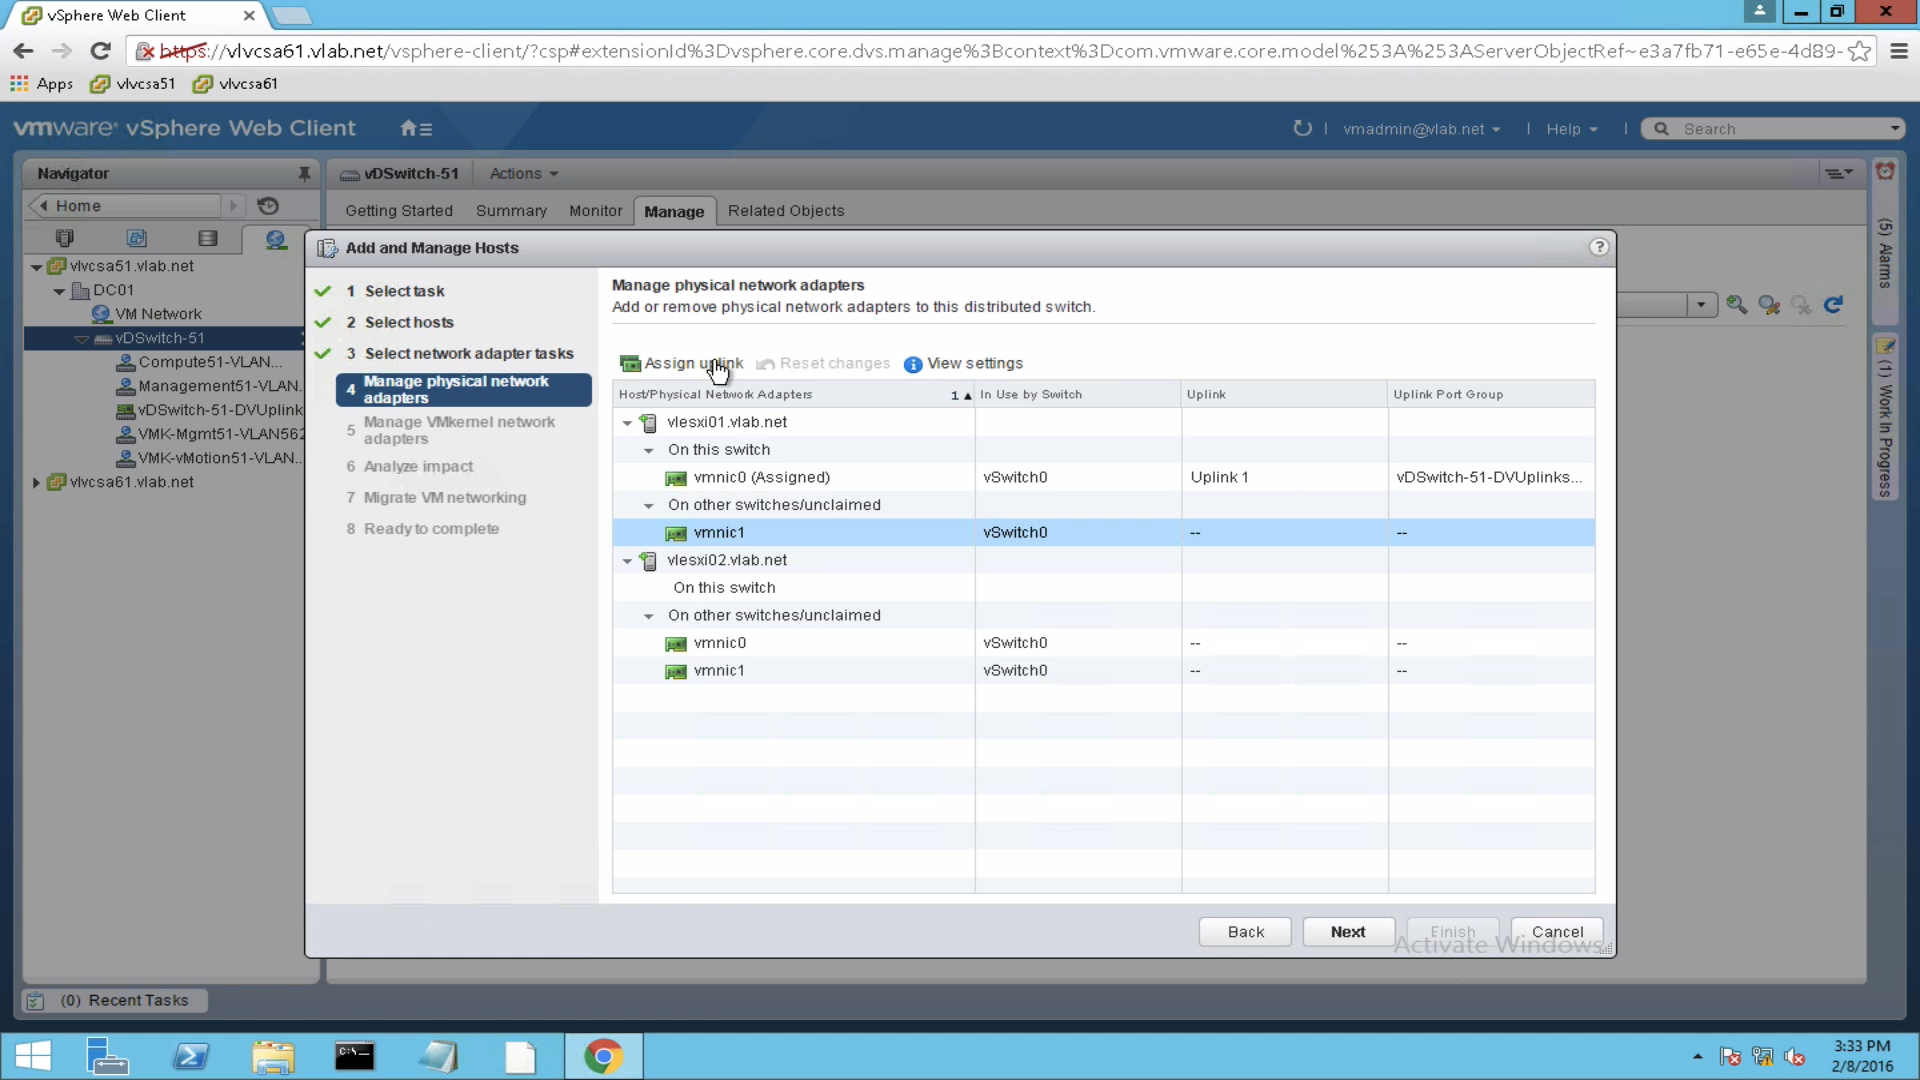 vSphere Web Client
https://vlvcsa61.vlab.net/vsphere-client/?csp#extensionId%3Dvsphere.core.dvs.manage%3Bcontext%3Dcom.vmware.core.model%253A%253AServerObjectRef~e3a7fb71-e65e-4d89-
Apps vlvcsa51 vlvcsa61
vmware® vSphere Web Client
vmadmin@vlab.net Help Search
Navigator
vDSwitch-51 Actions
Home
Getting Started Summary Monitor Manage Related Objects
vlvcsa51.vlab.net
DC01
VM Network
vDSwitch-51
Compute51-VLAN...
Management51-VLAN.
vDSwitch-51-DVUplink
VMK-Mgmt51-VLAN562
VMK-vMotion51-VLAN...
vlvcsa61.vlab.net
Add and Manage Hosts
1 Select task
2 Select hosts
3 Select network adapter tasks
4 Manage physical network
adapters
5 Manage VMkernel network
adapters
6 Analyze impact
7 Migrate VM networking
8 Ready to complete
Manage physical network adapters
Add or remove physical network adapters to this distributed switch.
Assign uplink Reset changes View settings
Host/Physical Network Adapters 1 ▲ In Use by Switch Uplink Uplink Port Group
vlesxi01.vlab.net
On this switch
vmnic0 (Assigned) vSwitch0 Uplink 1 vDSwitch-51-DVUplinks...
On other switches/unclaimed
vmnic1 vSwitch0 -- --
vlesxi02.vlab.net
On this switch
On other switches/unclaimed
vmnic0 vSwitch0 -- --
vmnic1 vSwitch0 -- --
Back Next Finish Cancel
Activate Windows
(5) Alarms
(1) Work In Progress
(0) Recent Tasks
3:33 PM
2/8/2016